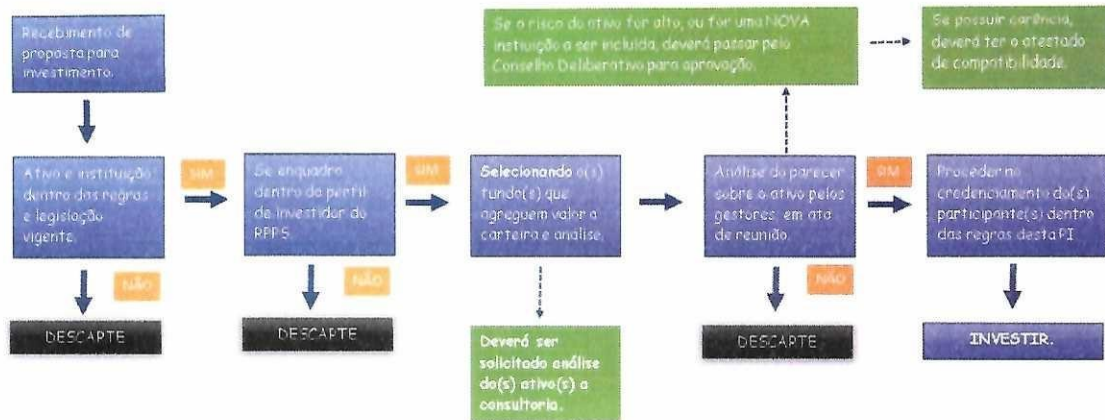 Recebimento de
proposta para
investimento.
Se o risco do ativo for alto, ou for uma NOVA
instiuição a ser incluída, deverá passar pelo
Conselho Deliberativo para aprovação.
Se possuir carência,
deverá ter o atestado
de compatibilidade.
Ativo e instituição
dentro das regras
e legislação
vigente.
SIM
Se enquadra
dentro do perfil
de investidor do
RPPS.
SIM
Selecionando o(s)
fundo(s) que
agreguem valor a
carteira e análise.
Análise do parecer
sobre o ativo pelos
gestores, em ata
de reunião.
SIM
Proceder no
credenciamento do(s)
participante(s) dentro
das regras desta PI
NÃO
NÃO
NÃO
DESCARTE
DESCARTE
Deverá ser
solicitado análise
do(s) ativo(s) a
consultoria.
DESCARTE
INVESTIR.